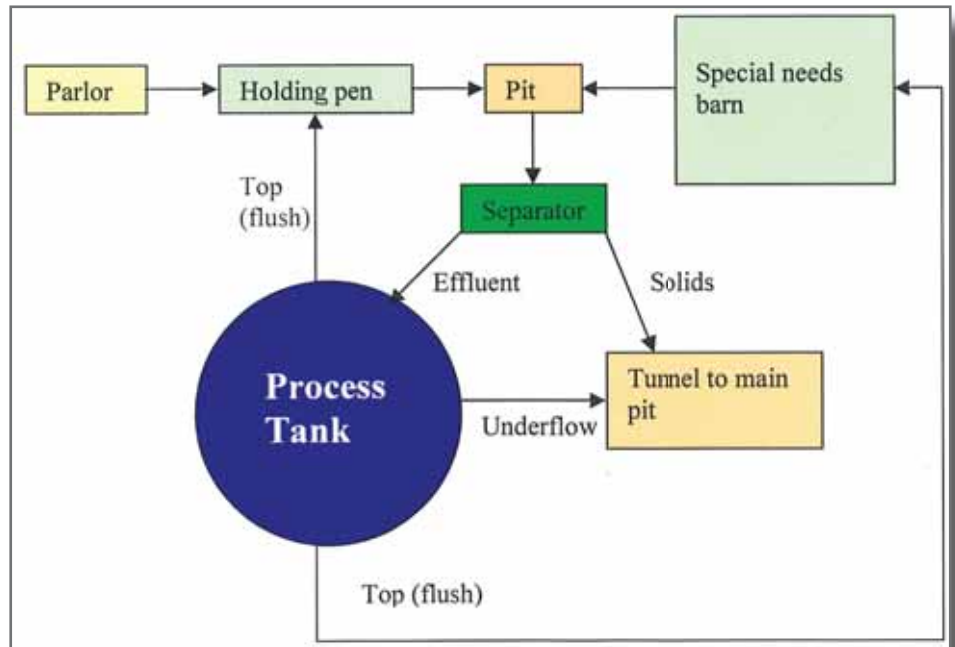 Parlor
Holding pen
Pit
Special needs
barn
Top
(flush)
Separator
Effluent
Solids
Process
Tank
Tunnel to main
pit
Underflow
Top (flush)